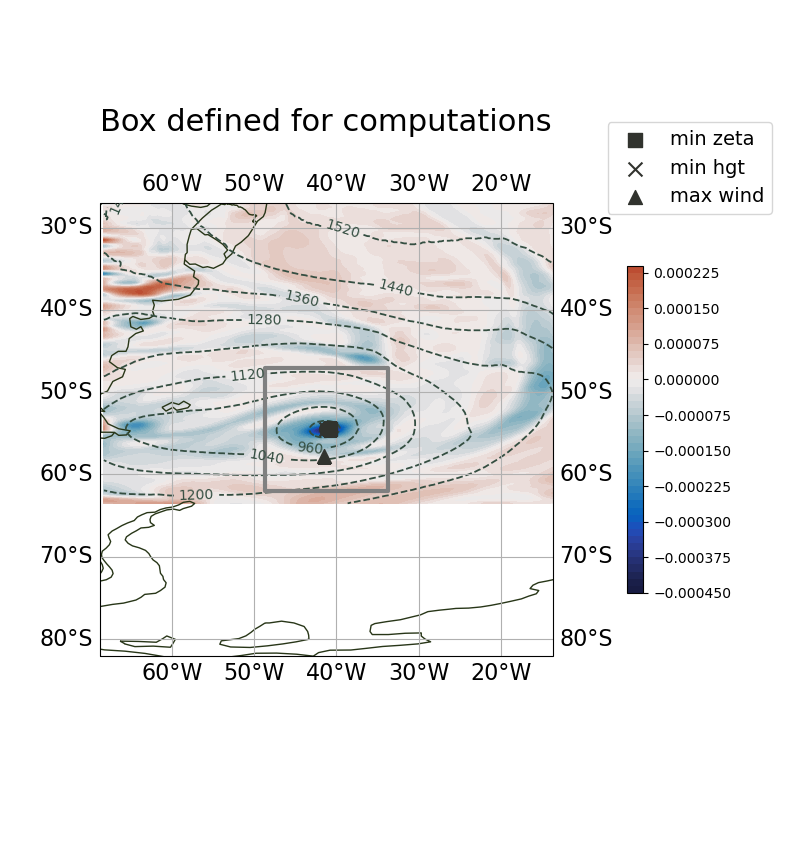 Box defined for computations
min zeta
min hgt
max wind
60°W 50°W 40°W 30°W 20°W
30°S 30°S
40°S 40°S
50°S 50°S
60°S 60°S
70°S 70°S
80°S 80°S
60°W 50°W 40°W 30°W 20°W
1520
1440
1360
1280
1120
960
1040
1200
0.000225
0.000150
0.000075
0.000000
−0.000075
−0.000150
−0.000225
−0.000300
−0.000375
−0.000450